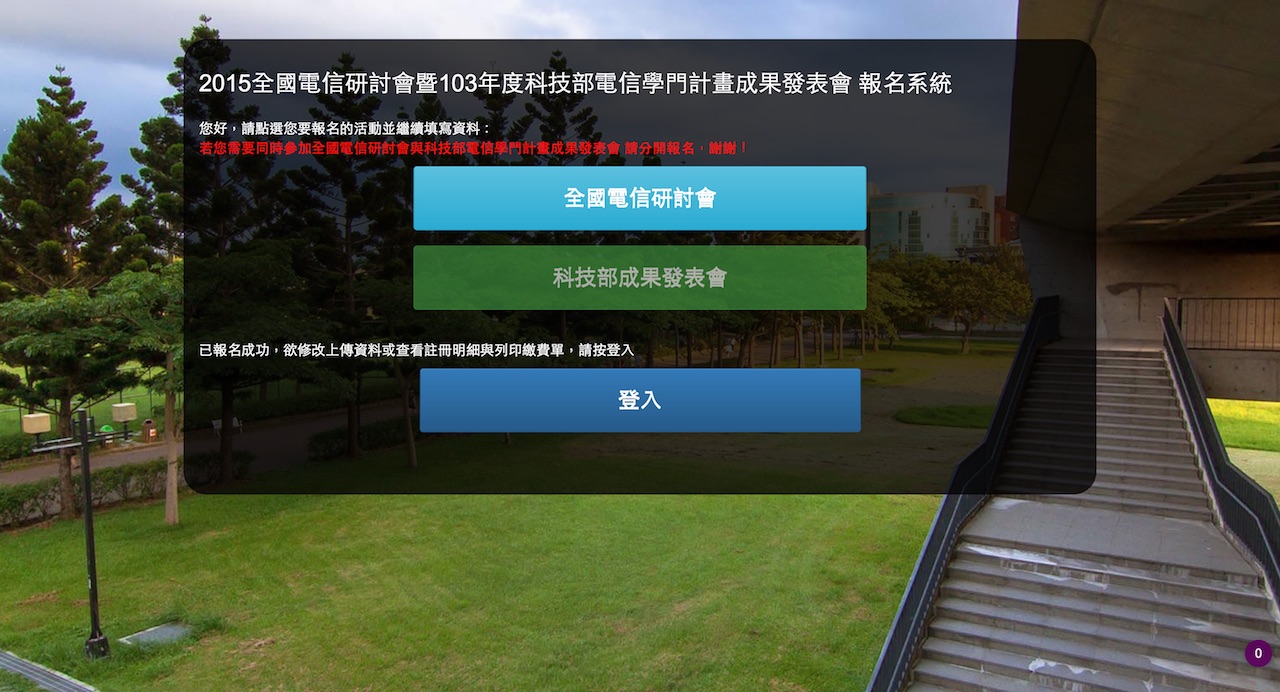 2015全國電信研討會暨103年度科技部電信學門計畫成果發表會 報名系統
您好，請點選您要報名的活動並繼續填寫資料：
若您需要同時參加全國電信研討會與科技部電信學門計畫成果發表會 請分開報名，謝謝！
全國電信研討會
科技部成果發表會
已報名成功，欲修改上傳資料或查看註冊明細與列印繳費單，請按登入
登入
0